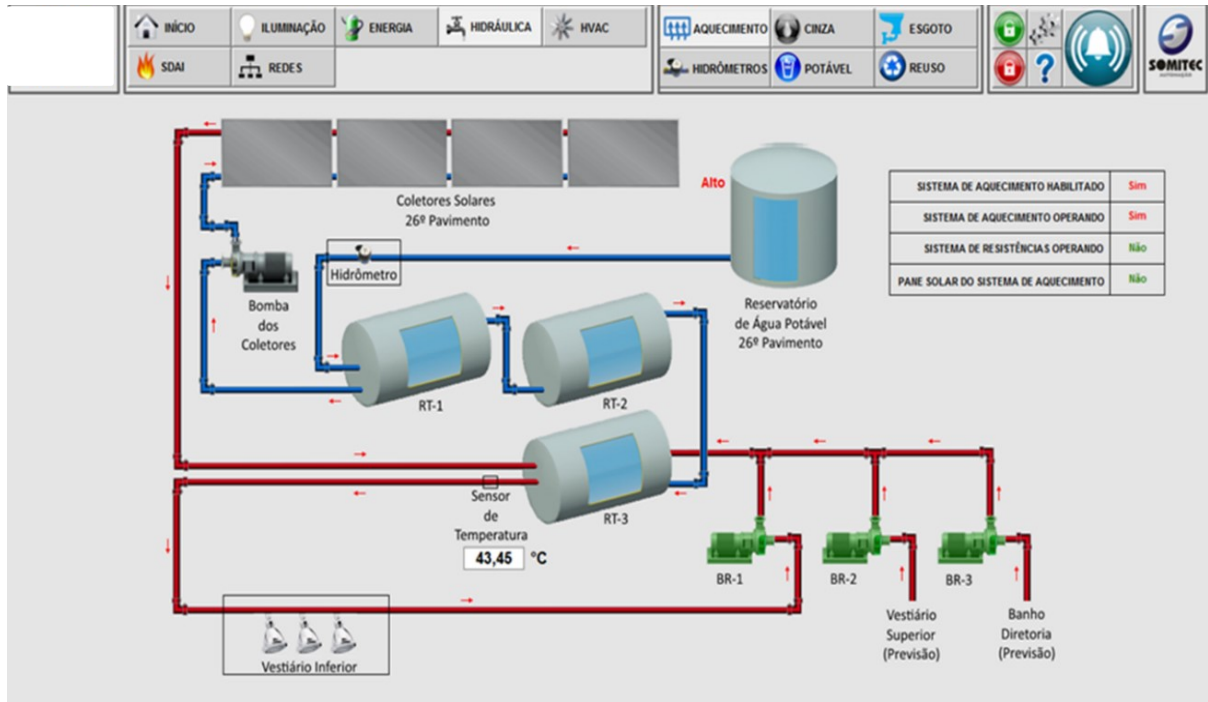 INÍCIO
ILUMINAÇÃO
ENERGIA
HIDRÁULICA
HVAC
SDAI
REDES
AQUECIMENTO
CINZA
ESGOTO
HIDRÔMETROS
POTÁVEL
REUSO
?
SOMITEC
AUTOMAÇÃO
Coletores Solares
26º Pavimento
Alto
SISTEMA DE AQUECIMENTO HABILITADO Sim
SISTEMA DE AQUECIMENTO OPERANDO Sim
SISTEMA DE RESISTÊNCIAS OPERANDO Não
PANE SOLAR DO SISTEMA DE AQUECIMENTO Não
Hidrômetro
Bomba
dos
Coletores
Reservatório
de Água Potável
26º Pavimento
RT-1
RT-2
RT-3
Sensor
de
Temperatura
43,45 °C
BR-1
BR-2
BR-3
Vestiário
Superior
(Previsão)
Banho
Diretoria
(Previsão)
Vestiário Inferior